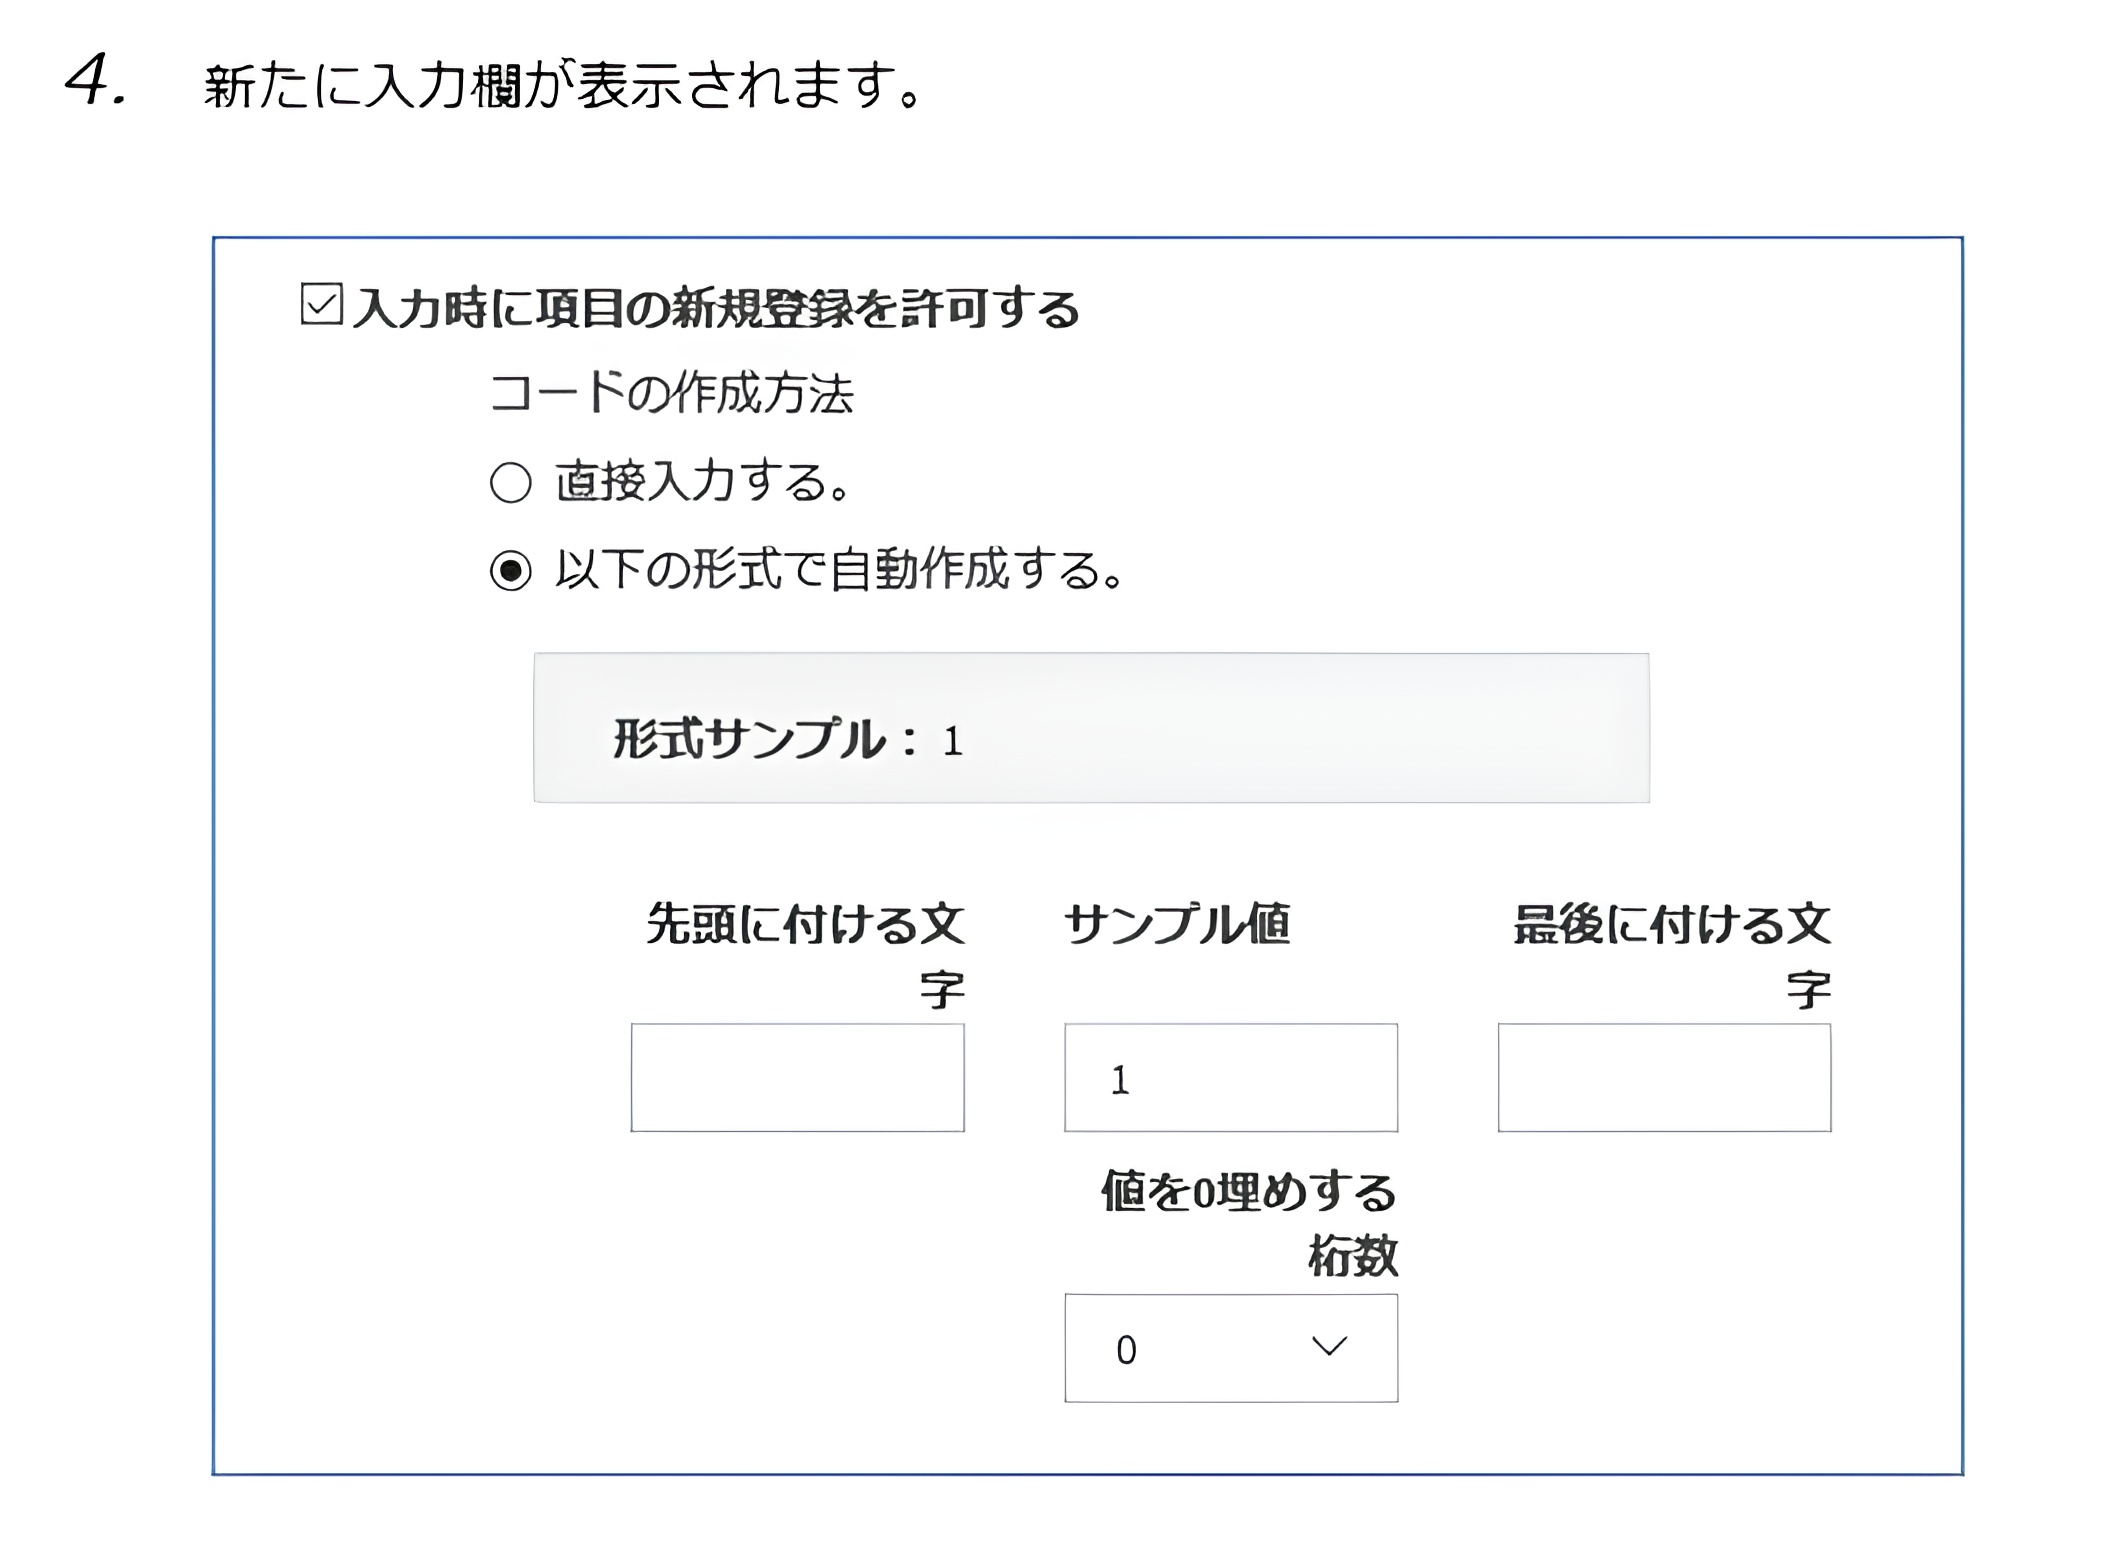 4. 新たに入力欄が表示されます。
入力時に項目の新規登録を許可する
コードの作成方法
直接入力する。
以下の形式で自動作成する。
形式サンプル：1
先頭に付ける文
字
サンプル値
最後に付ける文
字
1
値を0埋めする
桁数
0